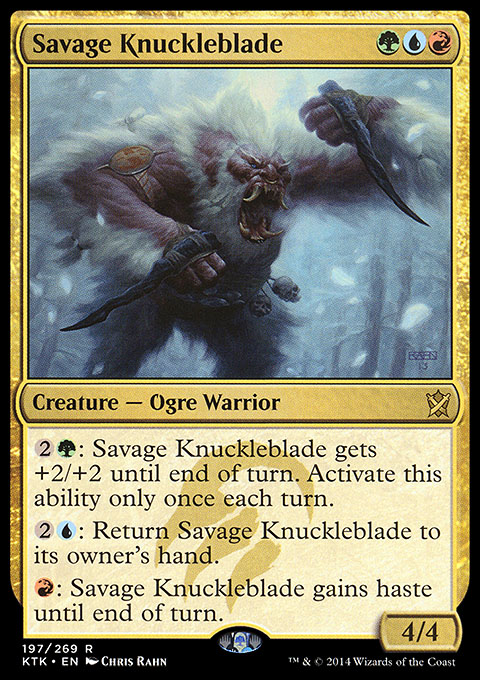 Savage Knuckleblade
Creature — Ogre Warrior
2: Savage Knuckleblade gets
+2/+2 until end of turn. Activate this
ability only once each turn.
2: Return Savage Knuckleblade to
its owner's hand.
: Savage Knuckleblade gains haste
until end of turn.
4/4
197/269 R
KTK • EN Chris Rahn
™ & © 2014 Wizards of the Coast